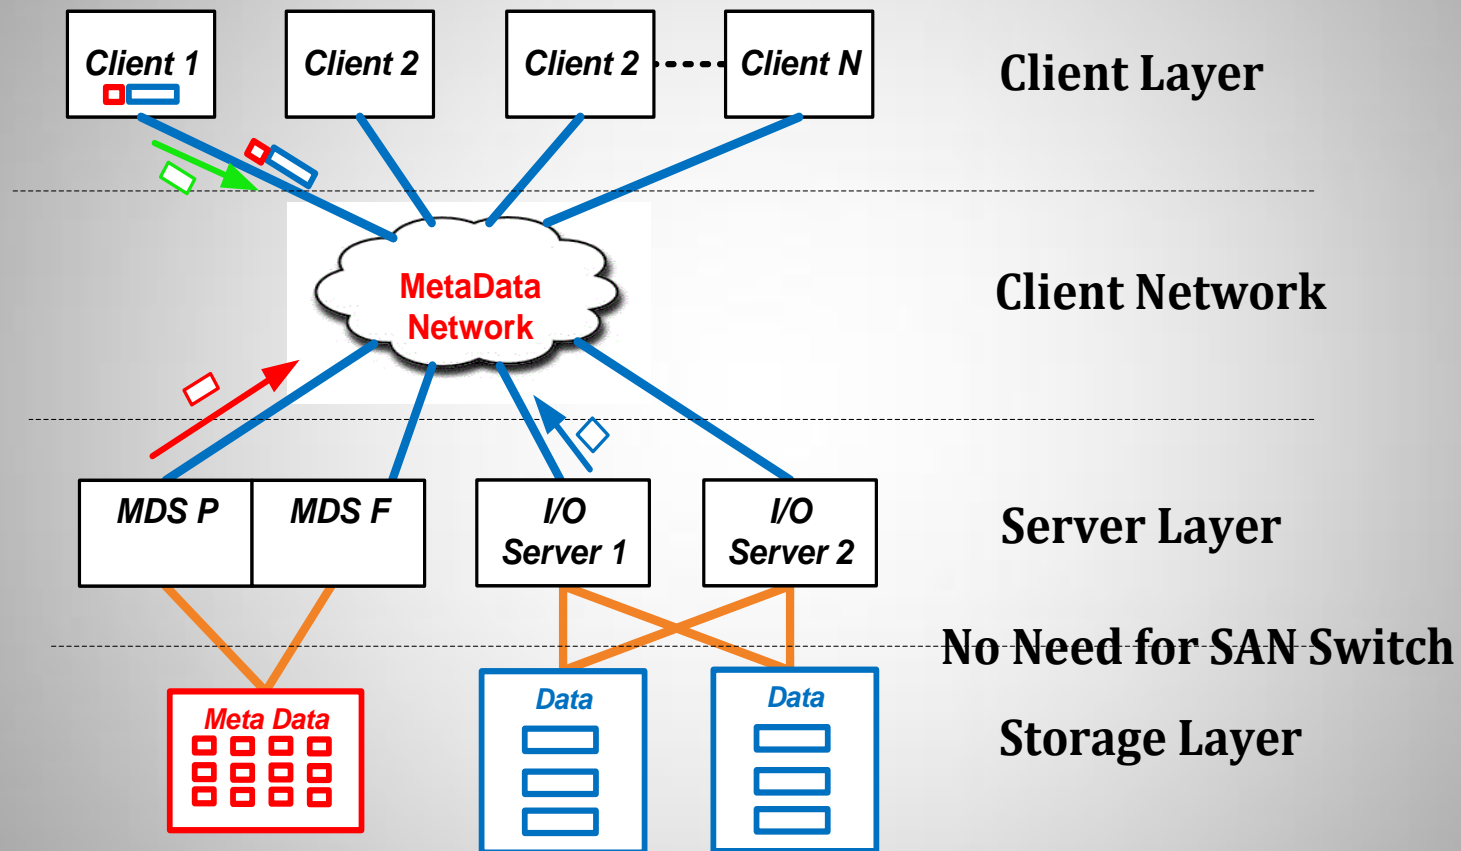 Client 1
Client 2
Client 2
Client N
Client Layer
MetaData
Network
Client Network
MDS P
MDS F
I/O
Server 1
I/O
Server 2
Server Layer
No Need for SAN Switch
Meta Data
Data
Data
Storage Layer